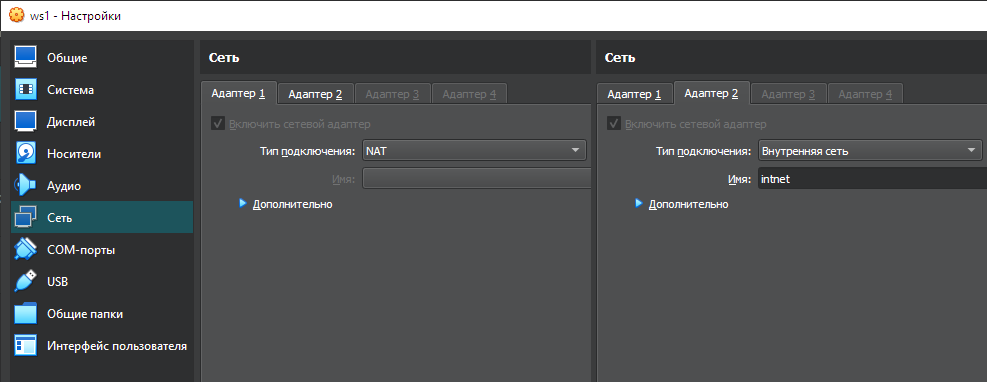 ws1 - Настройки
Общие
Система
Дисплей
Носители
Аудио
Сеть
COM-порты
USB
Общие папки
Интерфейс пользователя
Сеть
Адаптер 1 Адаптер 2 Адаптер 3 Адаптер 4
Включить сетевой адаптер
Тип подключения: NAT
Имя:
Дополнительно
Сеть
Адаптер 1 Адаптер 2 Адаптер 3 Адаптер 4
Включить сетевой адаптер
Тип подключения: Внутренняя сеть
Имя: intnet
Дополнительно